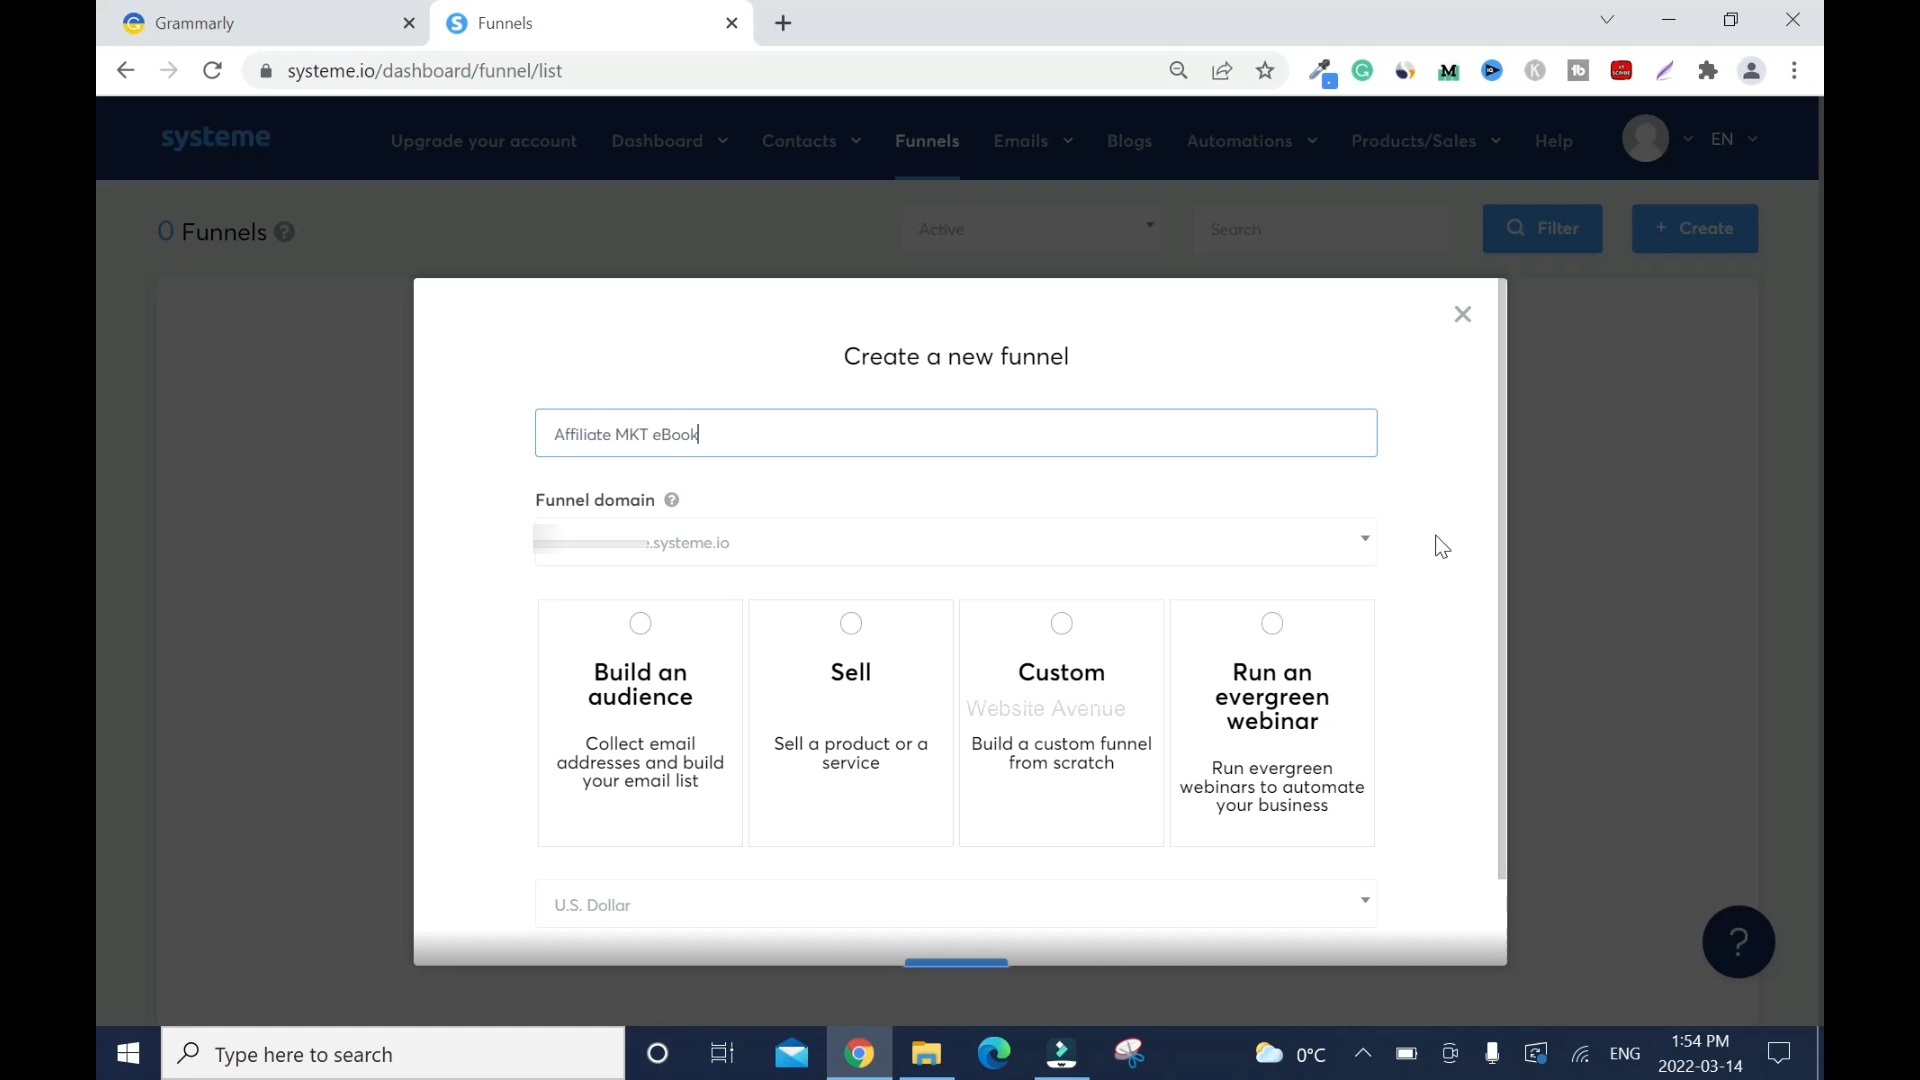 Grammarly
Funnels
systeme.io/dashboard/funnel/list
systeme
Upgrade your account
Dashboard
Contacts
Funnels
Emails
Blogs
Automations
Products/Sales
Help
EN
0 Funnels
Active
Search
Filter
+ Create
Create a new funnel
Affiliate MKT eBook
Funnel domain
.systeme.io
Build an
audience
Collect email
addresses and build
your email list
Sell
Sell a product or a
service
Custom
Website Avenue
Build a custom funnel
from scratch
Run an
evergreen
webinar
Run evergreen
webinars to automate
your business
U.S. Dollar
?
Type here to search
0°C
ENG
1:54 PM
2022-03-14